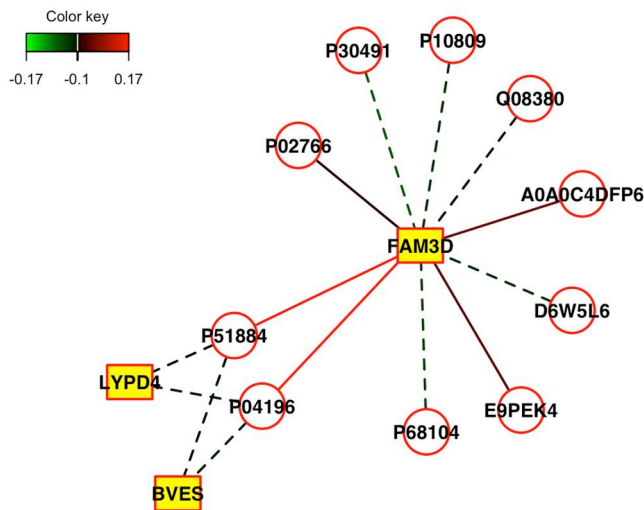 Color key
-0.17 -0.1 0.17
P30491
P10809
Q08380
P02766
A0A0C4DFP6
FAM3D
D6W5L6
P51884
LYPD4
P04196
E9PEK4
P68104
BVES